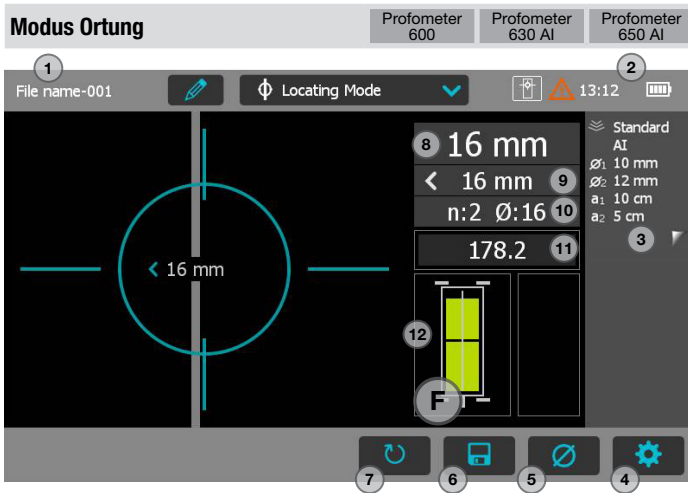 Modus Ortung
Profometer
600
Profometer
630 AI
Profometer
650 AI
1
2
File name-001
Φ Locating Mode
13:12
8 16 mm
< 16 mm 9
n:2 Ø:16 10
178.2 11
12
F
< 16 mm
Standard
AI
ø1 10 mm
ø2 12 mm
a1 10 cm
a2 5 cm
3
7
6
5
4